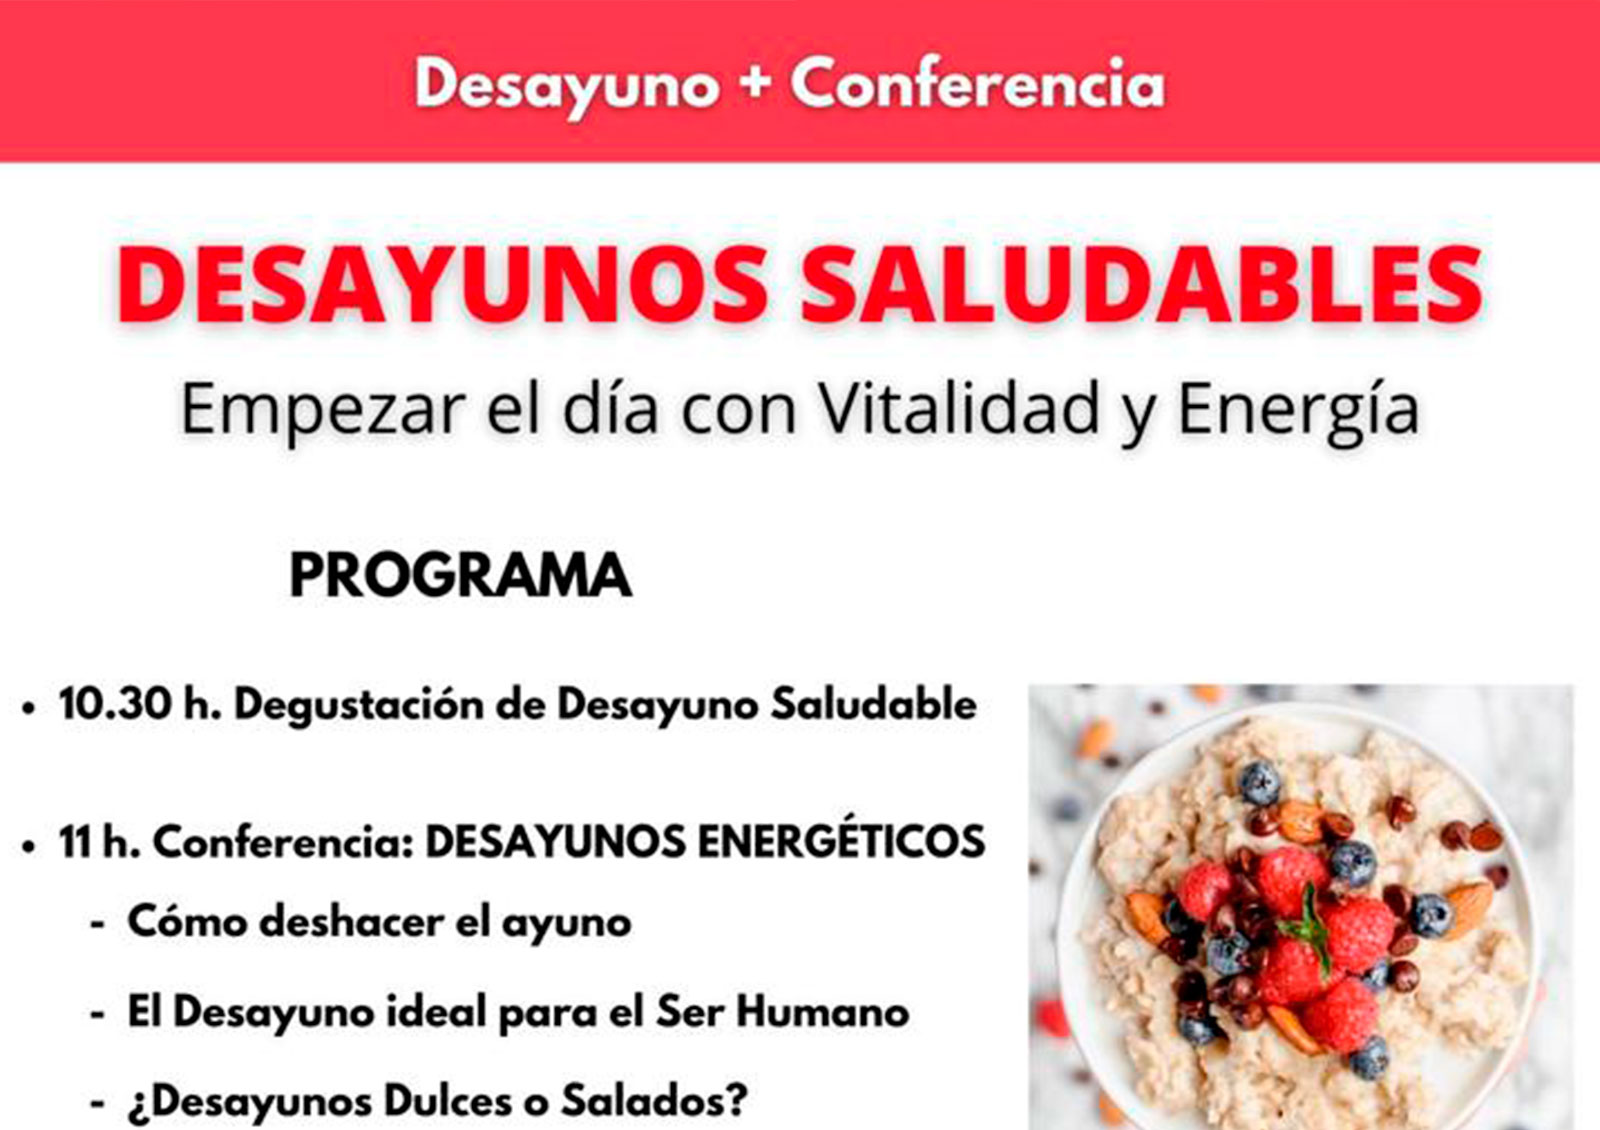 Desayuno + Conferencia
DESAYUNOS SALUDABLES
Empezar el día con Vitalidad y Energía
PROGRAMA
• 10.30 h. Degustación de Desayuno Saludable
• 11 h. Conferencia: DESAYUNOS ENERGÉTICOS
- Cómo deshacer el ayuno
- El Desayuno ideal para el Ser Humano
- ¿Desayunos Dulces o Salados?